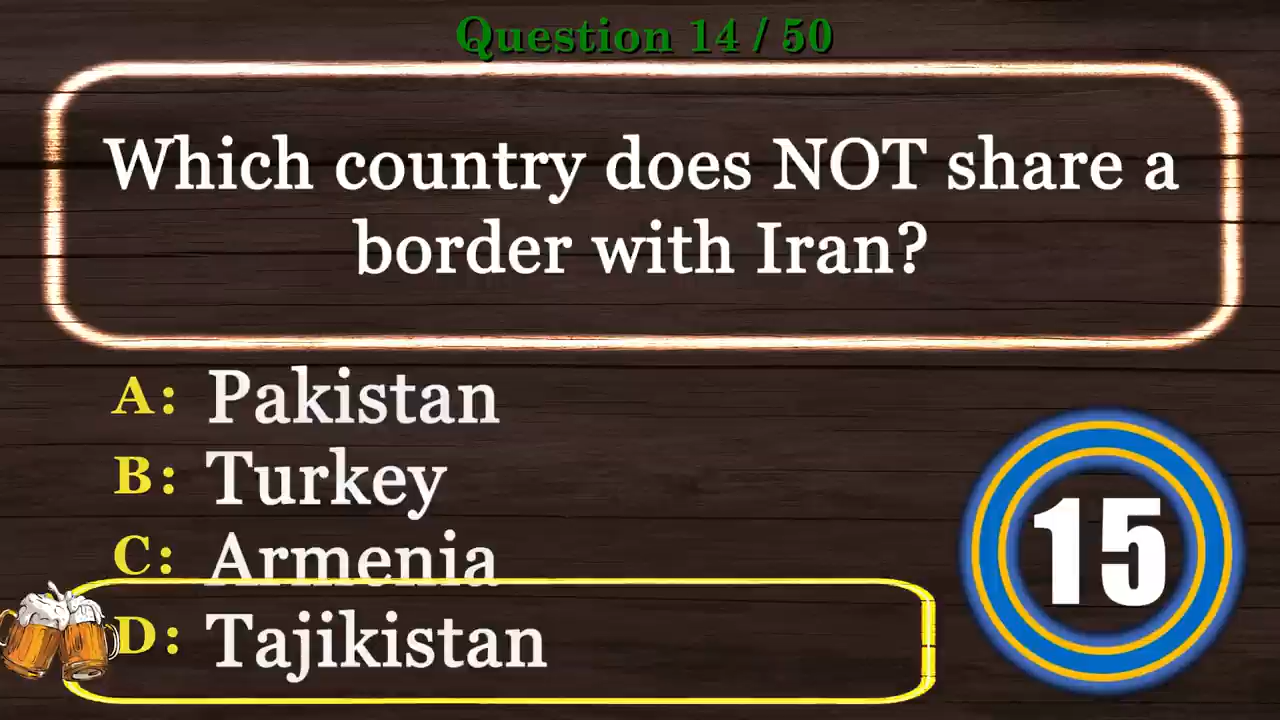 Question 14 / 50
Which country does NOT share a
border with Iran?
A: Pakistan
B: Turkey
C: Armenia
D: Tajikistan
15